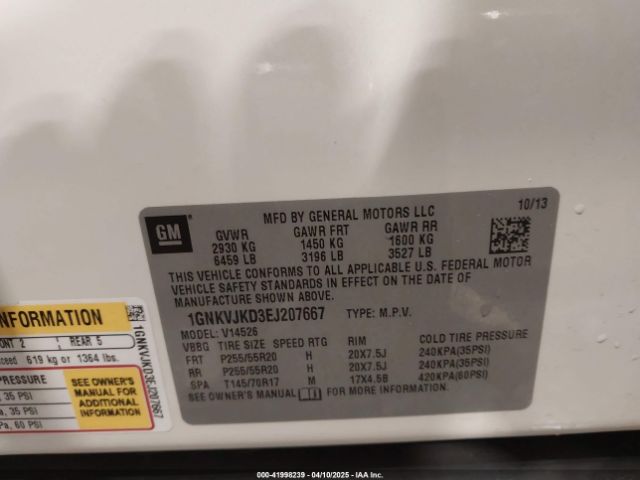 GM
MFD BY GENERAL MOTORS LLC
10/13
GVWR GAWR FRT GAWR RR
2930 KG 1450 KG 1600 KG
6459 LB 3196 LB 3527 LB
THIS VEHICLE CONFORMS TO ALL APPLICABLE U.S. FEDERAL MOTOR
VEHICLE SAFETY STANDARDS IN EFFECT ON THE DATE OF
MANUFACTURE SHOWN ABOVE.
1GNKVJKD3EJ207667 TYPE: M.P.V.
MODEL: V14526
VBBG TIRE SIZE SPEED RTG RIM COLD TIRE PRESSURE
FRT P255/55R20 H 20X7.5J 240KPA(35PSI)
RR P255/55R20 H 20X7.5J 240KPA(35PSI)
SPA T145/70R17 M 17X4.5B 420KPA(60PSI)
SEE OWNER'S MANUAL FOR MORE INFORMATION.
INFORMATION
2 REAR 5
619 kg or 1364 lbs.
PRESSURE
35 PSI
35 PSI
60 PSI
SEE OWNER'S
MANUAL FOR
ADDITIONAL
INFORMATION
1GNKVJKD3EJ207667
000-41998239 - 04/10/2025 - IAA Inc.